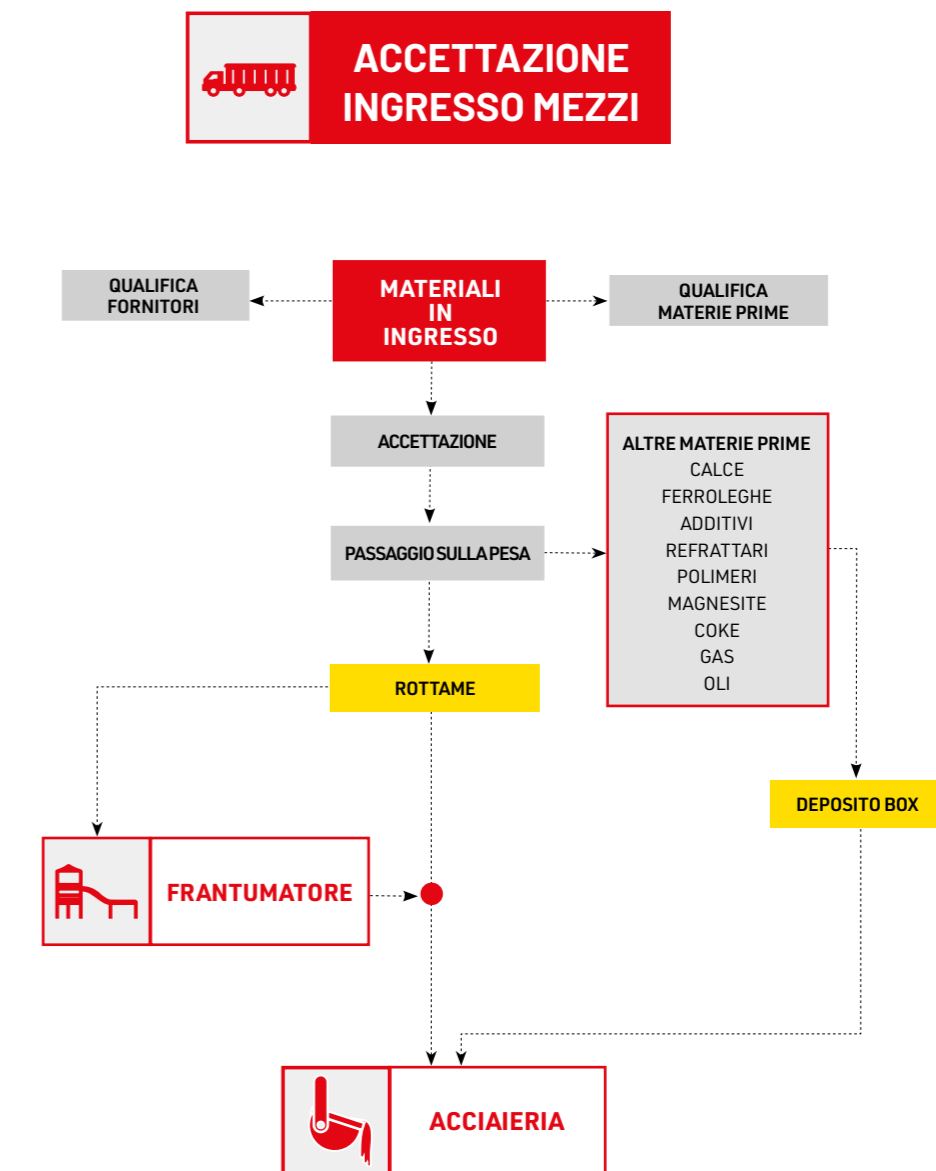 ACCETTAZIONE
INGRESSO MEZZI
QUALIFICA
FORNITORI
MATERIALI
IN
INGRESSO
QUALIFICA
MATERIE PRIME
ACCETTAZIONE
ALTRE MATERIE PRIME
CALCE
FERROLEGHE
ADDITIVI
REFRATTARI
POLIMERI
MAGNESITE
COKE
GAS
OLI
PASSAGGIO SULLA PESA
ROTTAME
DEPOSITO BOX
FRANTUMATORE
ACCIAIERIA